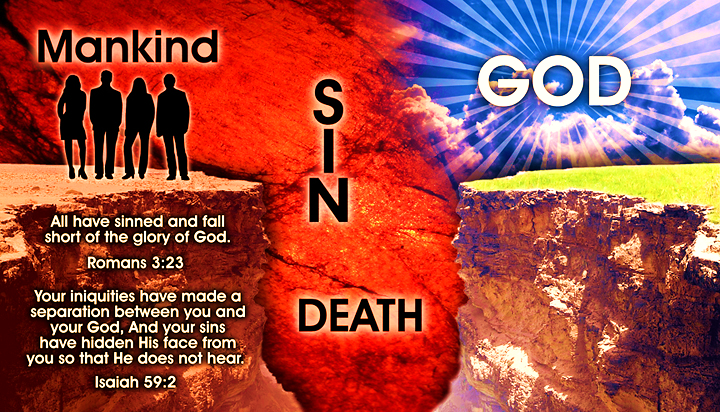 Mankind
GOD
SIN
DEATH
All have sinned and fall
short of the glory of God.
Romans 3:23
Your iniquities have made a
separation between you and
your God, And your sins
have hidden His face from
you so that He does not hear.
Isaiah 59:2